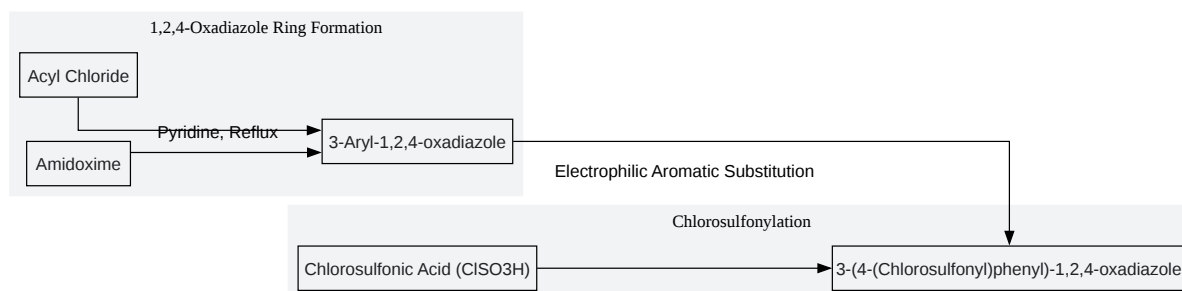 1,2,4-Oxadiazole Ring Formation
Acyl Chloride
Pyridine, Reflux
3-Aryl-1,2,4-oxadiazole
Amidoxime
Electrophilic Aromatic Substitution
Chlorosulfonylation
Chlorosulfonic Acid (ClSO3H)
3-(4-(Chlorosulfonyl)phenyl)-1,2,4-oxadiazole